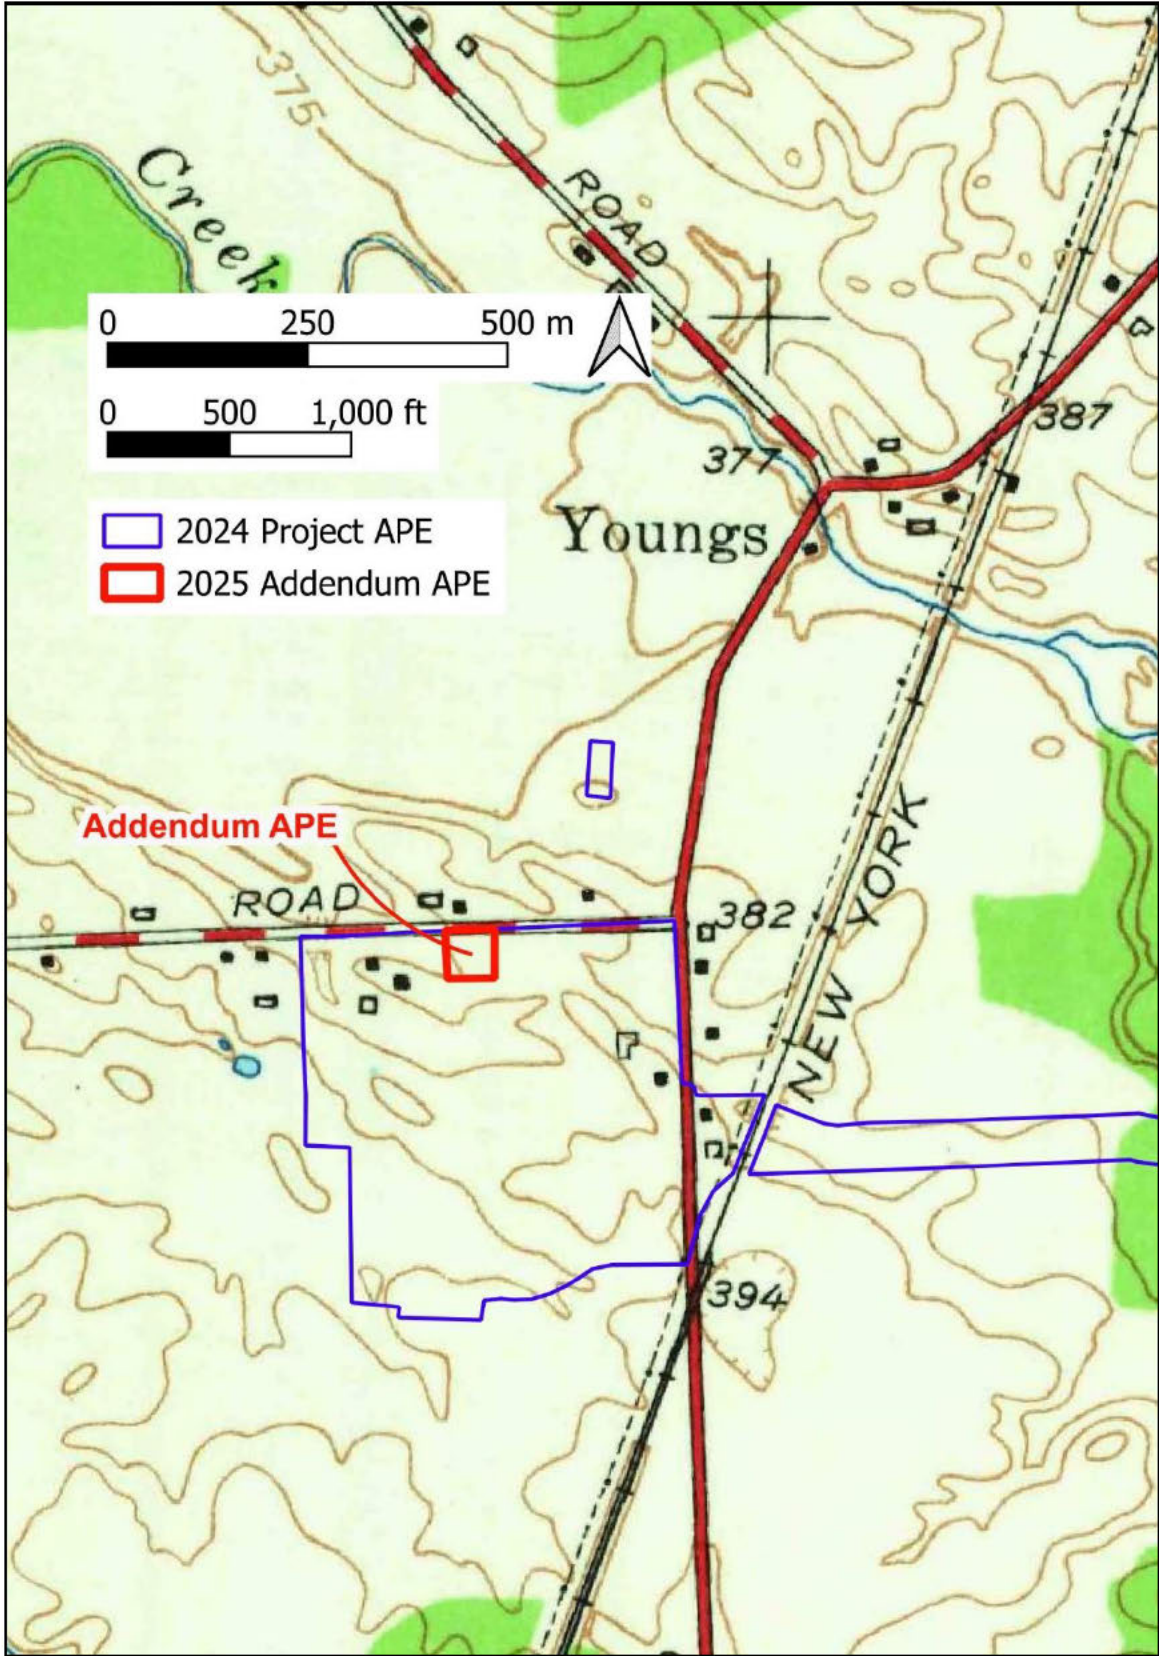 375
Creek
ROAD
0 250 500 m
0 500 1,000 ft
387
377
Youngs
2024 Project APE
2025 Addendum APE
Addendum APE
ROAD
382
NEW YORK
394